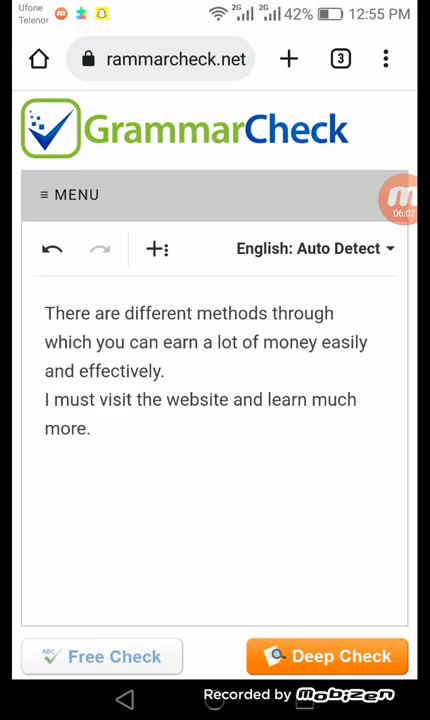 Ufone
Telenor
2G 2G 42% 12:55 PM
rammarcheck.net
3
GrammarCheck
≡ MENU
06:02
English: Auto Detect
There are different methods through
which you can earn a lot of money easily
and effectively.
I must visit the website and learn much
more.
ABC Free Check
Deep Check
Recorded by mobizen